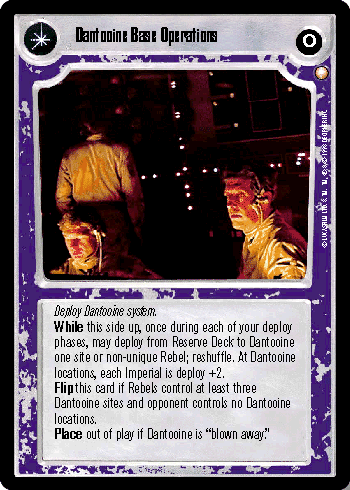 Dantooine Base Operations
O
Deploy Dantooine system.
While this side up, once during each of your deploy
phases, may deploy from Reserve Deck to Dantooine
one site or non-unique Rebel; reshuffle. At Dantooine
locations, each Imperial is deploy +2.
Flip this card if Rebels control at least three
Dantooine sites and opponent controls no Dantooine
locations.
Place out of play if Dantooine is “blown away.”